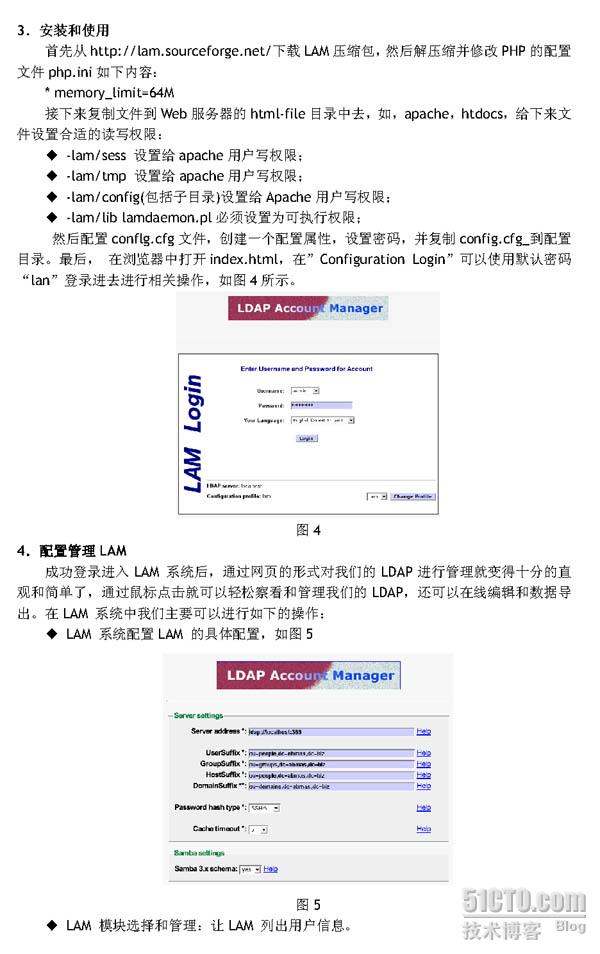 3．安装和使用
首先从 http://lam.sourceforge.net/下载 LAM 压缩包，然后解压缩并修改 PHP 的配置
文件 php.ini 如下内容：
* memory_limit=64M
接下来复制文件到 Web 服务器的 html-file 目录中去，如，apache，htdocs，给下来文
件设置合适的读写权限：
◆ -lam/sess 设置给 apache 用户写权限；
◆ -lam/tmp 设置给 apache 用户写权限；
◆ -lam/config(包括子目录)设置给 Apache 用户写权限；
◆ -lam/lib lamdaemon.pl 必须设置为可执行权限；
然后配置 conflg.cfg 文件，创建一个配置属性，设置密码，并复制 config.cfg_到配置
目录。最后， 在浏览器中打开 index.html，在”Configuration Login”可以使用默认密码
“lan”登录进去进行相关操作，如图 4 所示。
LDAP Account Manager
LAM Login
Enter Username and Password for Account
Username:
Password:
Your Language:
Login
LDAP server:
Configuration profile: lam
Change Profile
图 4
4．配置管理 LAM
成功登录进入 LAM 系统后，通过网页的形式对我们的 LDAP 进行管理就变得十分的直
观和简单了，通过鼠标点击就可以轻松察看和管理我们的 LDAP，还可以在线编辑和数据导
出。在 LAM 系统中我们主要可以进行如下的操作：
◆ LAM 系统配置 LAM 的具体配置，如图 5
LDAP Account Manager
Server settings
Server address *: ldap://localhost:389 Help
UserSuffix *: ou=people,dc=abmas,dc=biz Help
GroupSuffix *: ou=groups,dc=abmas,dc=biz Help
HostSuffix *: ou=people,dc=abmas,dc=biz Help
DomainSuffix **: ou=domains,dc=abmas,dc=biz Help
Password hash type *: SSHA Help
Cache timeout *: Help
Samba settings
Samba 3.x schema: yes Help
图 5
◆ LAM 模块选择和管理：让 LAM 列出用户信息。
51CTO.com
技术博客 Blog